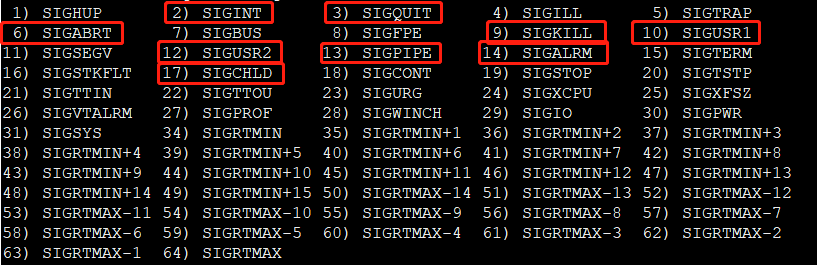 1) SIGHUP 2) SIGINT 3) SIGQUIT 4) SIGILL 5) SIGTRAP
6) SIGABRT 7) SIGBUS 8) SIGFPE 9) SIGKILL 10) SIGUSR1
11) SIGSEGV 12) SIGUSR2 13) SIGPIPE 14) SIGALRM 15) SIGTERM
16) SIGSTKFLT 17) SIGCHLD 18) SIGCONT 19) SIGSTOP 20) SIGTSTP
21) SIGTTIN 22) SIGTTOU 23) SIGURG 24) SIGXCPU 25) SIGXFSZ
26) SIGVTALRM 27) SIGPROF 28) SIGWINCH 29) SIGIO 30) SIGPWR
31) SIGSYS 34) SIGRTMIN 35) SIGRTMIN+1 36) SIGRTMIN+2 37) SIGRTMIN+3
38) SIGRTMIN+4 39) SIGRTMIN+5 40) SIGRTMIN+6 41) SIGRTMIN+7 42) SIGRTMIN+8
43) SIGRTMIN+9 44) SIGRTMIN+10 45) SIGRTMIN+11 46) SIGRTMIN+12 47) SIGRTMIN+13
48) SIGRTMIN+14 49) SIGRTMIN+15 50) SIGRTMAX-14 51) SIGRTMAX-13 52) SIGRTMAX-12
53) SIGRTMAX-11 54) SIGRTMAX-10 55) SIGRTMAX-9 56) SIGRTMAX-8 57) SIGRTMAX-7
58) SIGRTMAX-6 59) SIGRTMAX-5 60) SIGRTMAX-4 61) SIGRTMAX-3 62) SIGRTMAX-2
63) SIGRTMAX-1 64) SIGRTMAX